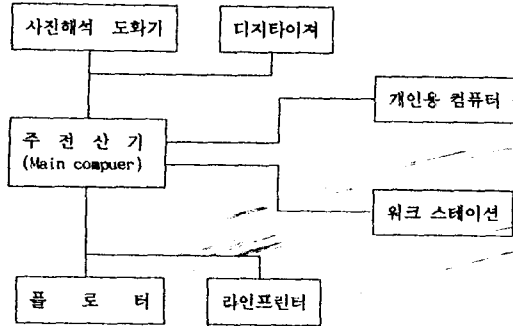 사진해석 도화기
디지타이져
개인용 컴퓨터
주 전 산 기
(Main compuer)
워크 스테이션
플 로 터
라인프린터